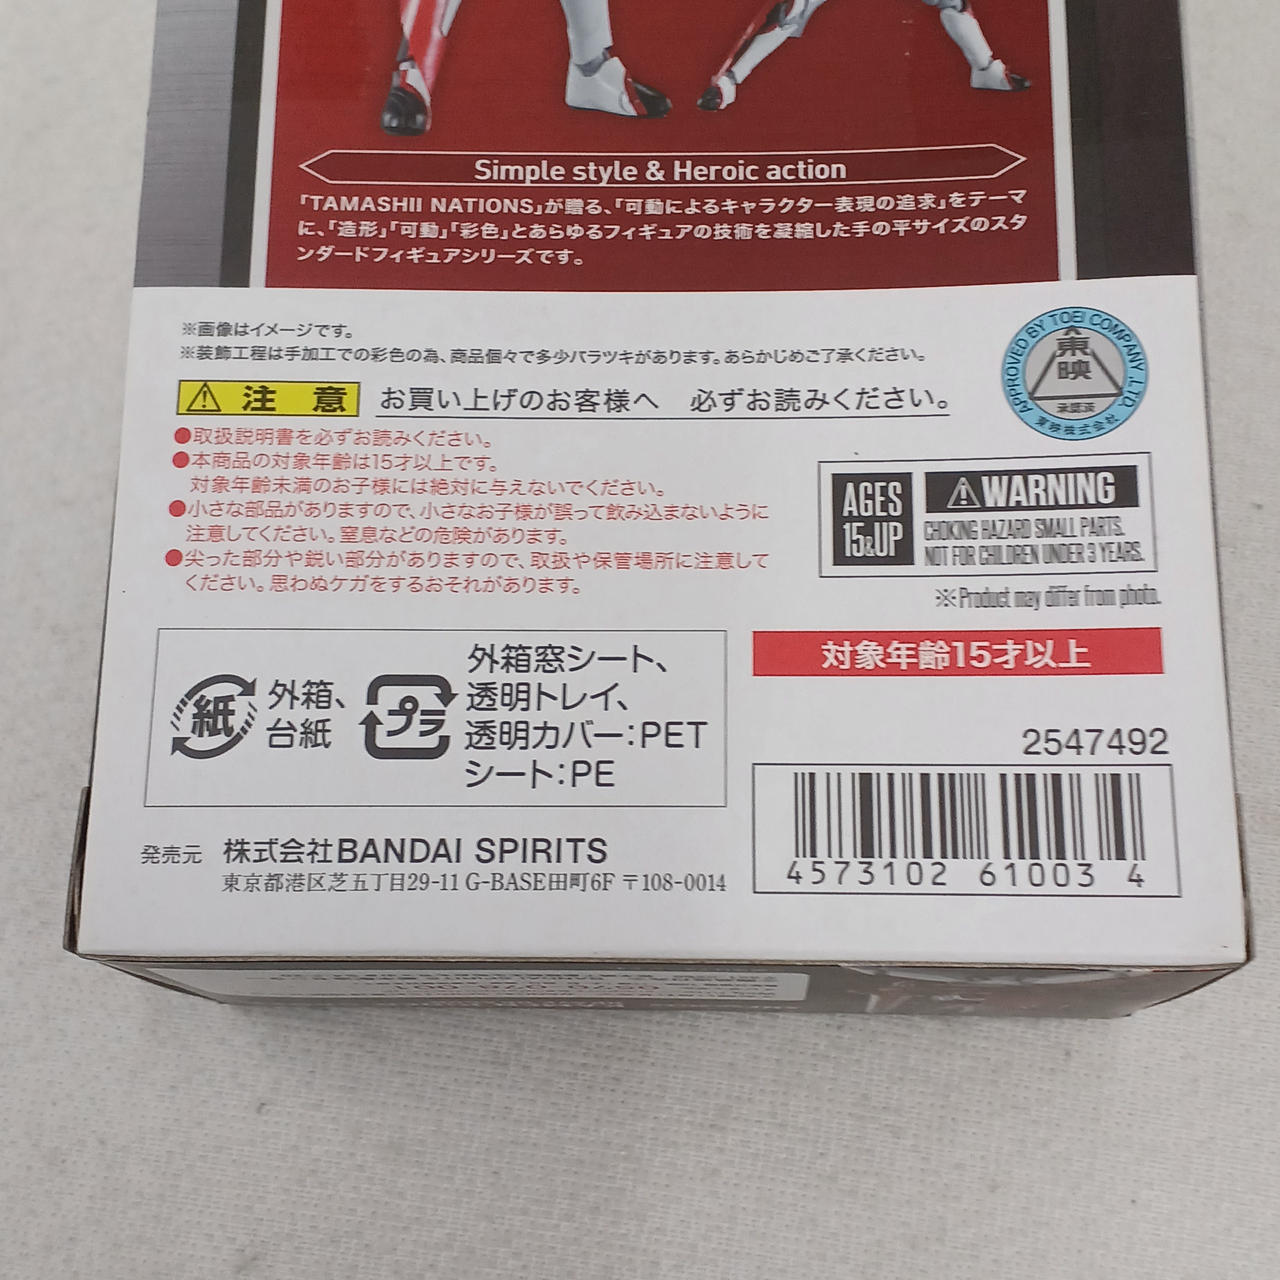 Simple style & Heroic action
「TAMASHII NATIONS」が贈る、「可動によるキャラクター表現の追求」をテーマ
に、「造形」「可動」「彩色」とあらゆるフィギュアの技術を凝縮した手の平サイズのスタ
ンダードフィギュアシリーズです。
※画像はイメージです。
※装飾工程は手加工での彩色の為、商品個々で多少バラツキがあります。あらかじめご了承ください。
APPROVED BY TOEI COMPANY, LTD.
東映
承認済
東映株式会社
注 意 お買い上げのお客様へ 必ずお読みください。
●取扱説明書を必ずお読みください。
●本商品の対象年齢は15才以上です。
対象年齢未満のお子様には絶対に与えないでください。
●小さな部品がありますので、小さなお子様が誤って飲み込まないように
注意してください。窒息などの危険があります。
●尖った部分や鋭い部分がありますので、取扱や保管場所に注意して
ください。思わぬケガをするおそれがあります。
AGES
15&UP
WARNING
CHOKING HAZARD SMALL PARTS.
NOT FOR CHILDREN UNDER 3 YEARS.
※Product may differ from photo.
対象年齢15才以上
紙
外箱、
台紙
プラ
外箱窓シート、
透明トレイ、
透明カバー:PET
シート:PE
2547492
4573102 61003 4
発売元 株式会社BANDAI SPIRITS
東京都港区芝五丁目29-11 G-BASE田町6F 〒108-0014